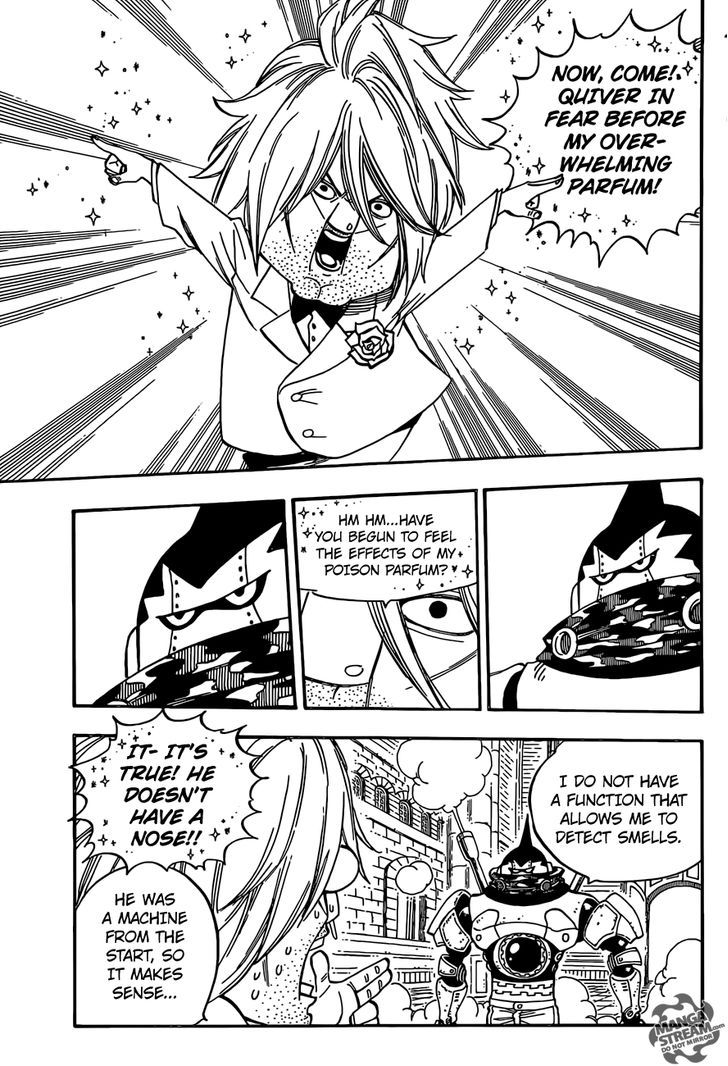 NOW, COME!
QUIVER IN
FEAR BEFORE
MY OVER-
WHELMING
PARFUM!
HM HM...HAVE
YOU BEGUN TO FEEL
THE EFFECTS OF MY
POISON PARFUM?
I DO NOT HAVE
A FUNCTION THAT
ALLOWS ME TO
DETECT SMELLS.
IT- IT'S
TRUE! HE
DOESN'T
HAVE A
NOSE!!
HE WAS
A MACHINE
FROM THE
START, SO
IT MAKES
SENSE...
MANGA
STREAM.COM
DO NOT MIRROR